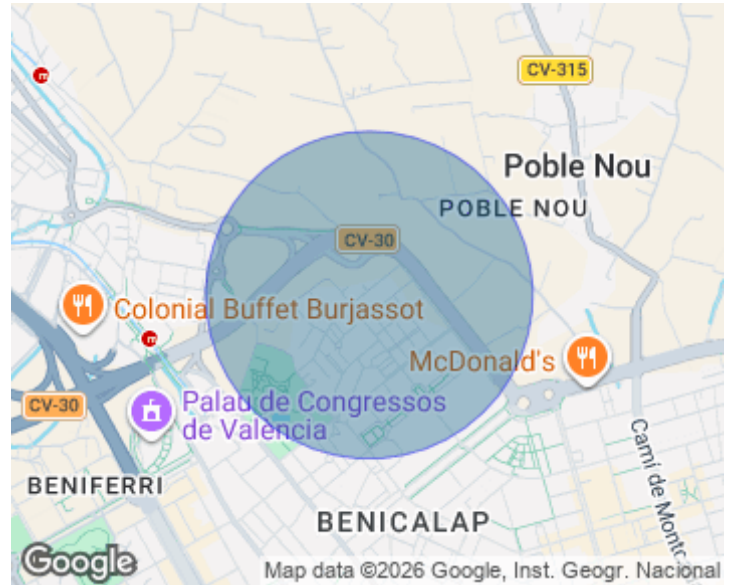 CV-315
Poble Nou
POBLE NOU
CV-30
Colonial Buffet Burjassot
McDonald's
CV-30
Palau de Congressos
de València
Camí de Monto
BENIFERRI
BENICALAP
Google
Map data ©2026 Google, Inst. Geogr. Nacional